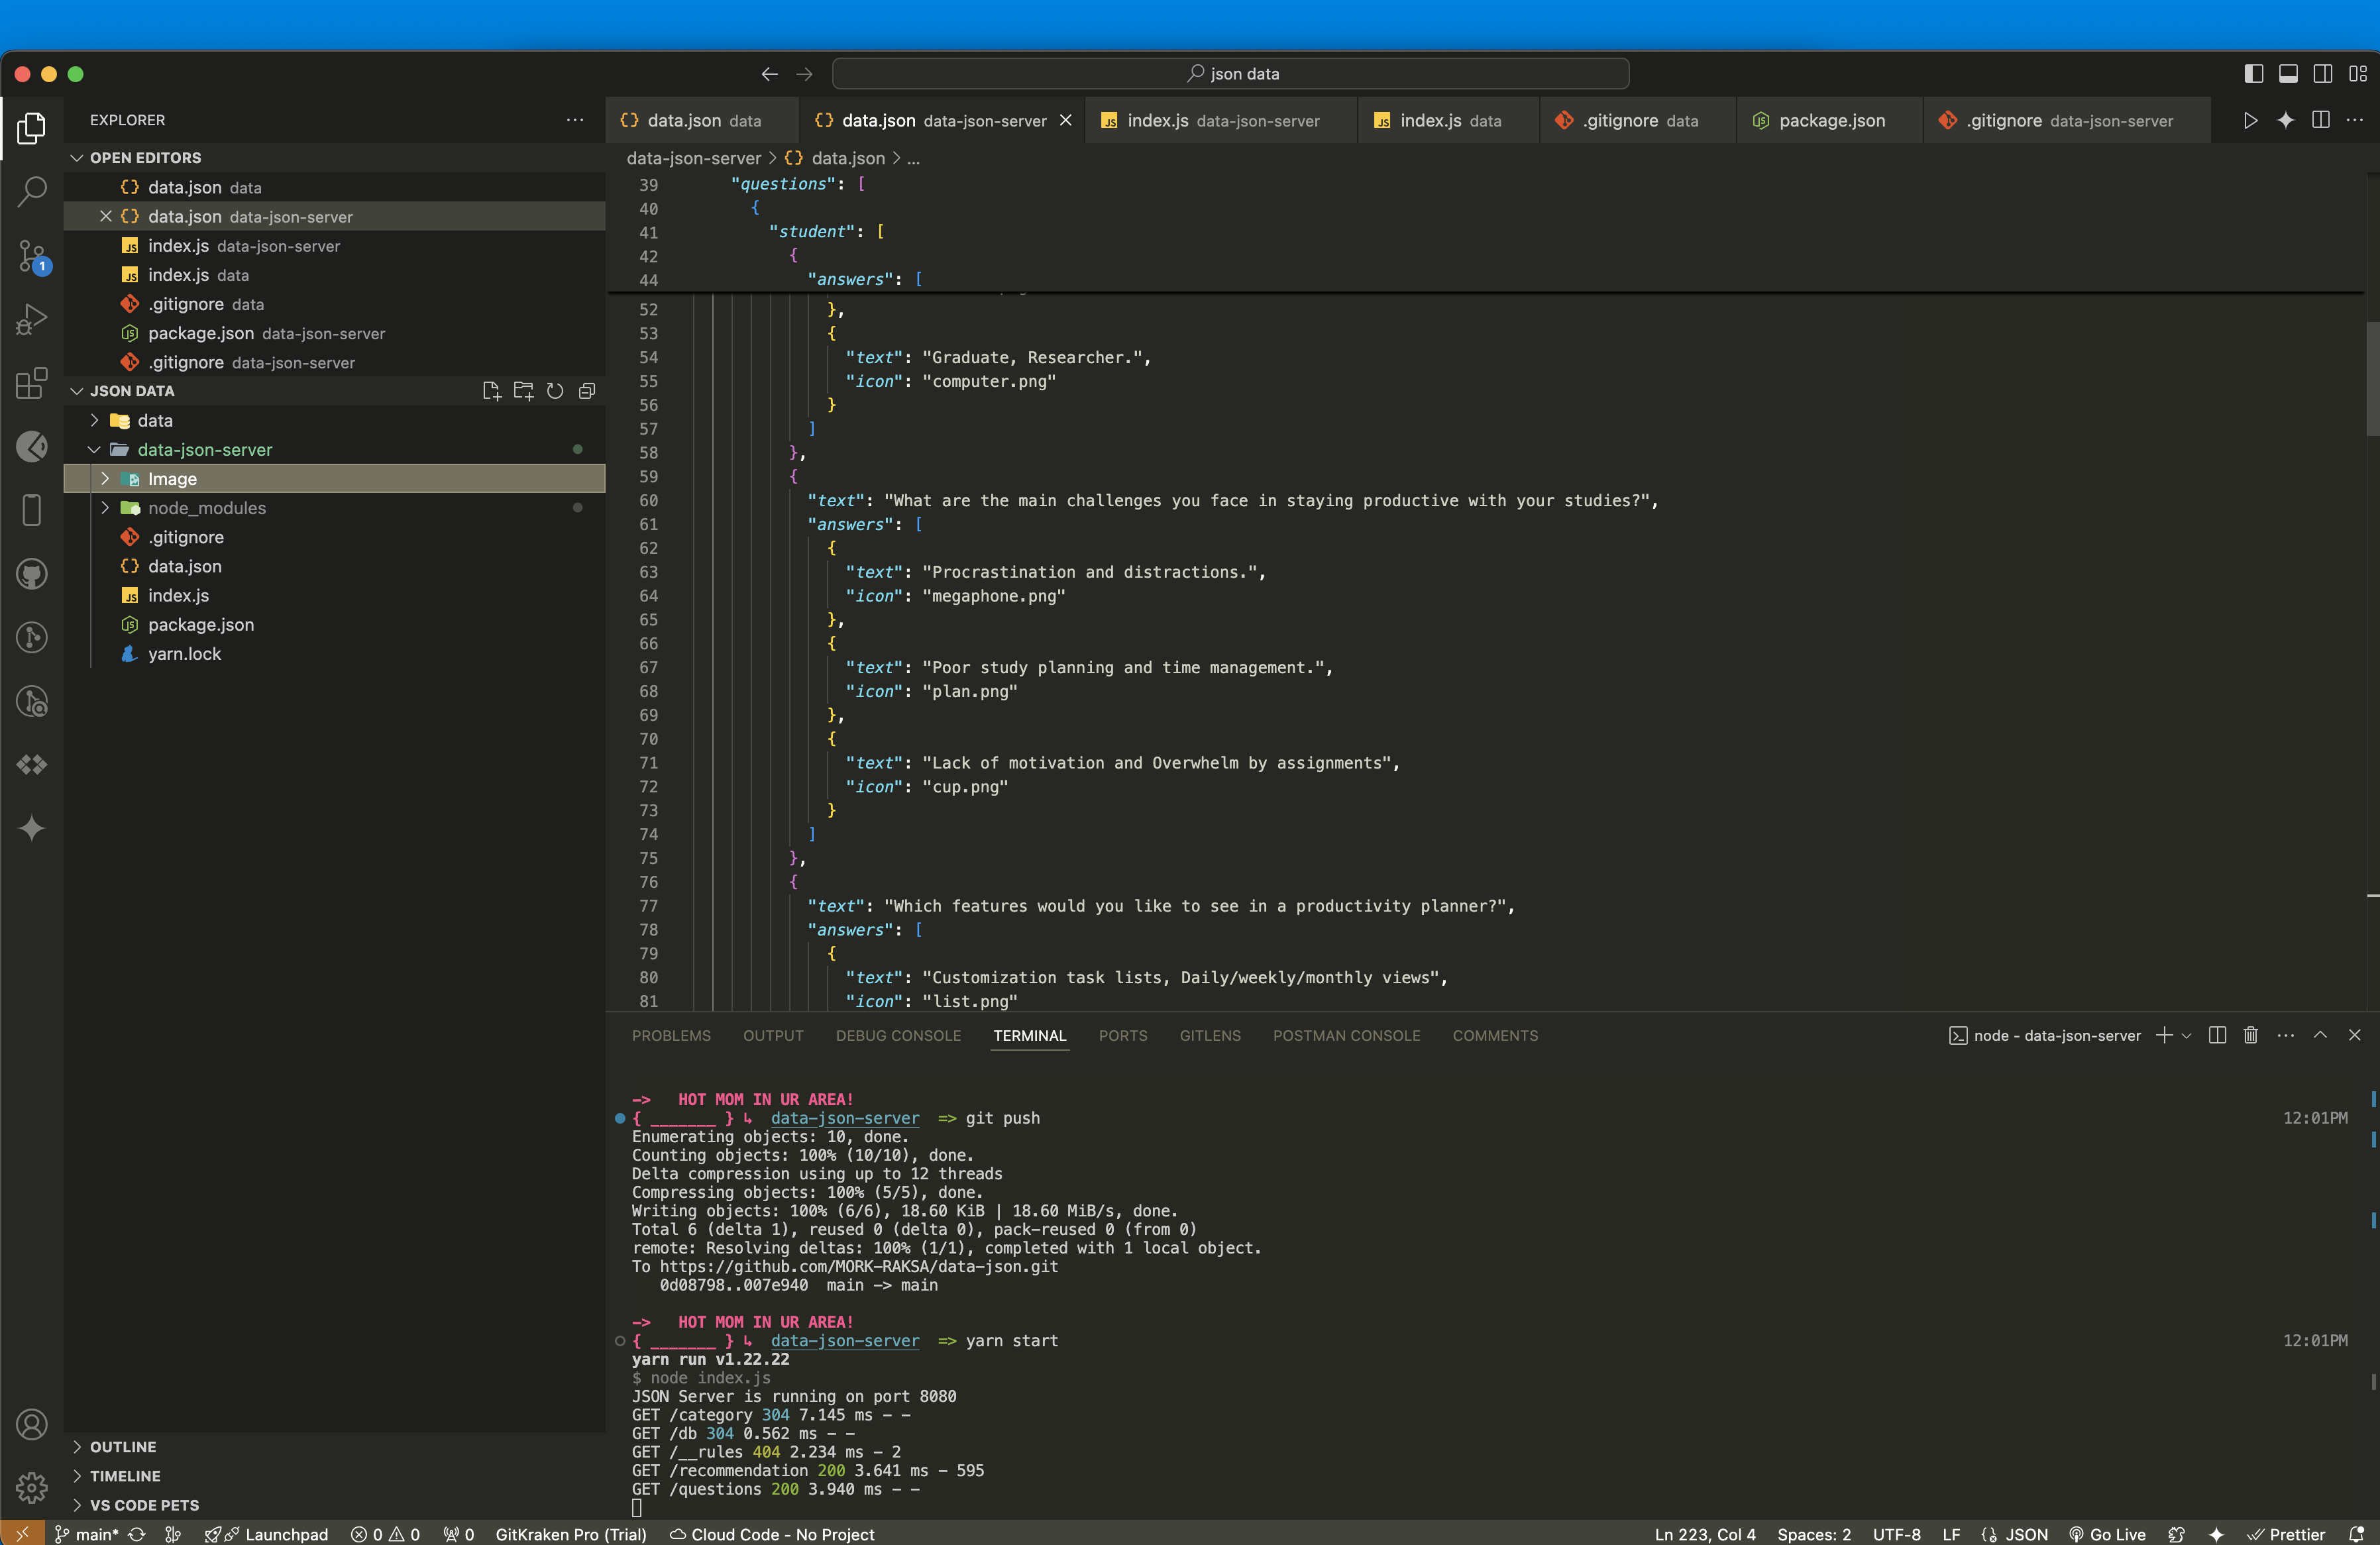 json data
EXPLORER
OPEN EDITORS
data.json data
data.json data-json-server
index.js data-json-server
index.js data
.gitignore data
package.json data-json-server
.gitignore data-json-server
JSON DATA
data
data-json-server
Image
node_modules
.gitignore
data.json
index.js
package.json
yarn.lock
OUTLINE
TIMELINE
VS CODE PETS
1
data.json data
data.json data-json-server
index.js data-json-server
index.js data
.gitignore data
package.json
.gitignore data-json-server
data-json-server > {} data.json > ...
39 "questions": [
40 {
41 "student": [
42 {
44 "answers": [
52 },
53 {
54 "text": "Graduate, Researcher.",
55 "icon": "computer.png"
56 }
57 ]
58 },
59 {
60 "text": "What are the main challenges you face in staying productive with your studies?",
61 "answers": [
62 {
63 "text": "Procrastination and distractions.",
64 "icon": "megaphone.png"
65 },
66 {
67 "text": "Poor study planning and time management.",
68 "icon": "plan.png"
69 },
70 {
71 "text": "Lack of motivation and Overwhelm by assignments",
72 "icon": "cup.png"
73 }
74 ]
75 },
76 {
77 "text": "Which features would you like to see in a productivity planner?",
78 "answers": [
79 {
80 "text": "Customization task lists, Daily/weekly/monthly views",
81 "icon": "list.png"
PROBLEMS OUTPUT DEBUG CONSOLE TERMINAL PORTS GITLENS POSTMAN CONSOLE COMMENTS
node - data-json-server
—> HOT MOM IN UR AREA!
{ _______ } ↳ data-json-server => git push 12:01PM
Enumerating objects: 10, done.
Counting objects: 100% (10/10), done.
Delta compression using up to 12 threads
Compressing objects: 100% (5/5), done.
Writing objects: 100% (6/6), 18.60 KiB | 18.60 MiB/s, done.
Total 6 (delta 1), reused 0 (delta 0), pack-reused 0 (from 0)
remote: Resolving deltas: 100% (1/1), completed with 1 local object.
To https://github.com/MORK-RAKSA/data-json.git
0d08798..007e940 main -> main
—> HOT MOM IN UR AREA!
{ _______ } ↳ data-json-server => yarn start 12:01PM
yarn run v1.22.22
$ node index.js
JSON Server is running on port 8080
GET /category 304 7.145 ms - -
GET /db 304 0.562 ms - -
GET /__rules 404 2.234 ms - 2
GET /recommendation 200 3.641 ms - 595
GET /questions 200 3.940 ms - -
main* Launchpad 0 0 0 GitKraken Pro (Trial) Cloud Code - No Project Ln 223, Col 4 Spaces: 2 UTF-8 LF JSON Go Live Prettier